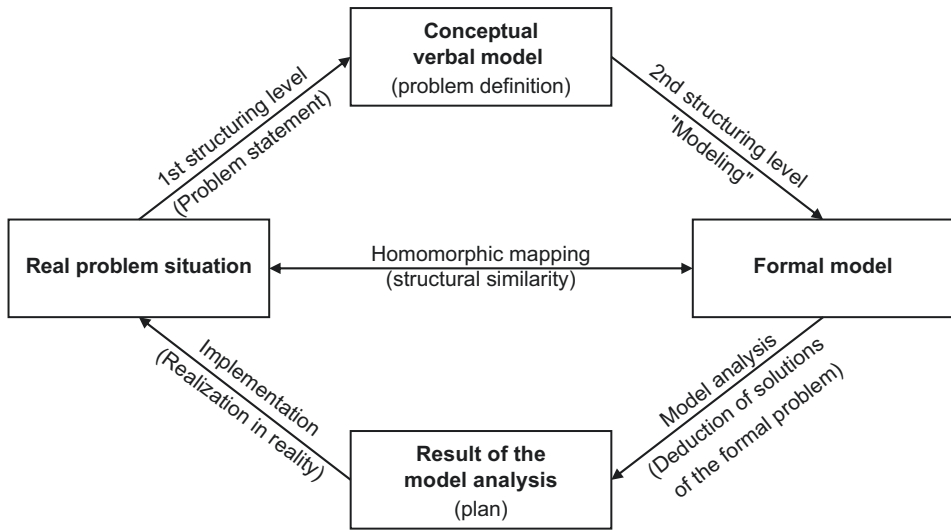 Conceptual
verbal model
(problem definition)
1st structuring level
(Problem statement)
2nd structuring level
"Modeling"
Real problem situation
Homomorphic mapping
(structural similarity)
Formal model
Implementation
(Realization in reality)
Model analysis
(Deduction of solutions
of the formal problem)
Result of the
model analysis
(plan)